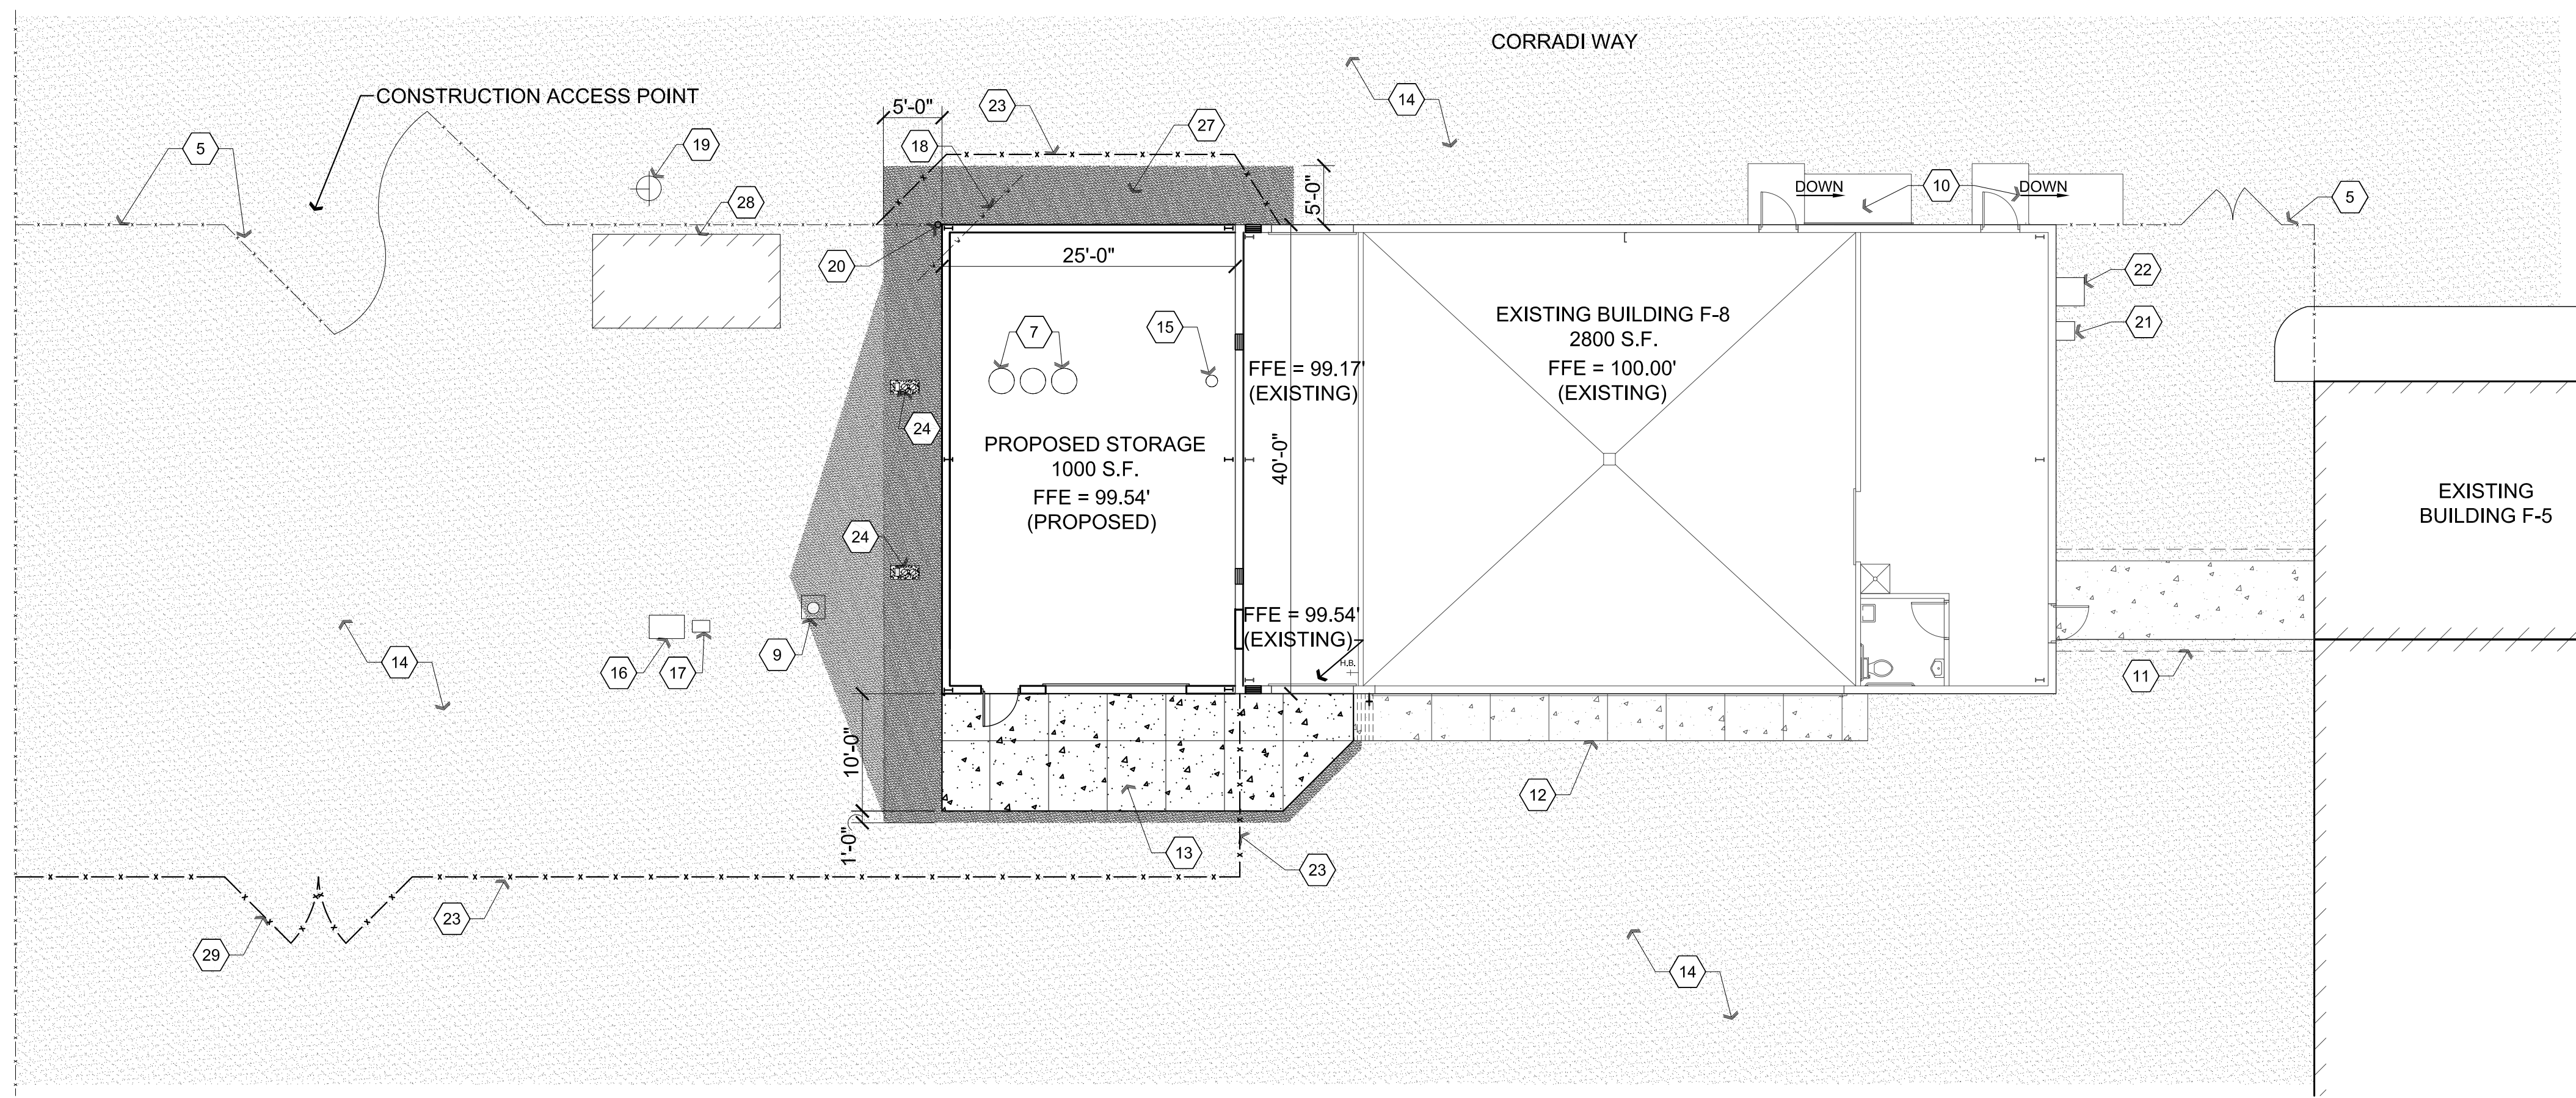 CORRADI WAY
CONSTRUCTION ACCESS POINT
14
5'-0"
23
27
5
19
18
DOWN
10
DOWN
5
28
5'-0"
20
25'-0"
22
EXISTING BUILDING F-8
2800 S.F.
FFE = 100.00'
(EXISTING)
7
15
21
FFE = 99.17'
(EXISTING)
24
PROPOSED STORAGE
1000 S.F.
FFE = 99.54'
(PROPOSED)
40'-0"
EXISTING
BUILDING F-5
24
FFE = 99.54'
(EXISTING)
H.B.
9
14
16
17
11
10'-0"
12
1'-0"
13
23
23
29
14